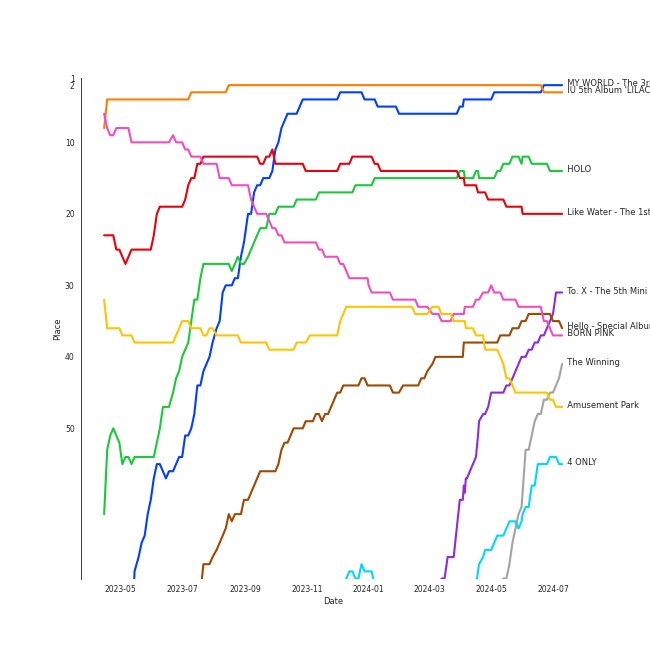 1
2
10
20
30
40
50
Place
2023-05
2023-07
2023-09
2023-11
2024-01
2024-03
2024-05
2024-07
Date
MY WORLD - The 3r
IU 5th Album 'LILAC
HOLO
Like Water - The 1st
To. X - The 5th Mini
Hello - Special Albu
BORN PINK
The Winning
Amusement Park
4 ONLY